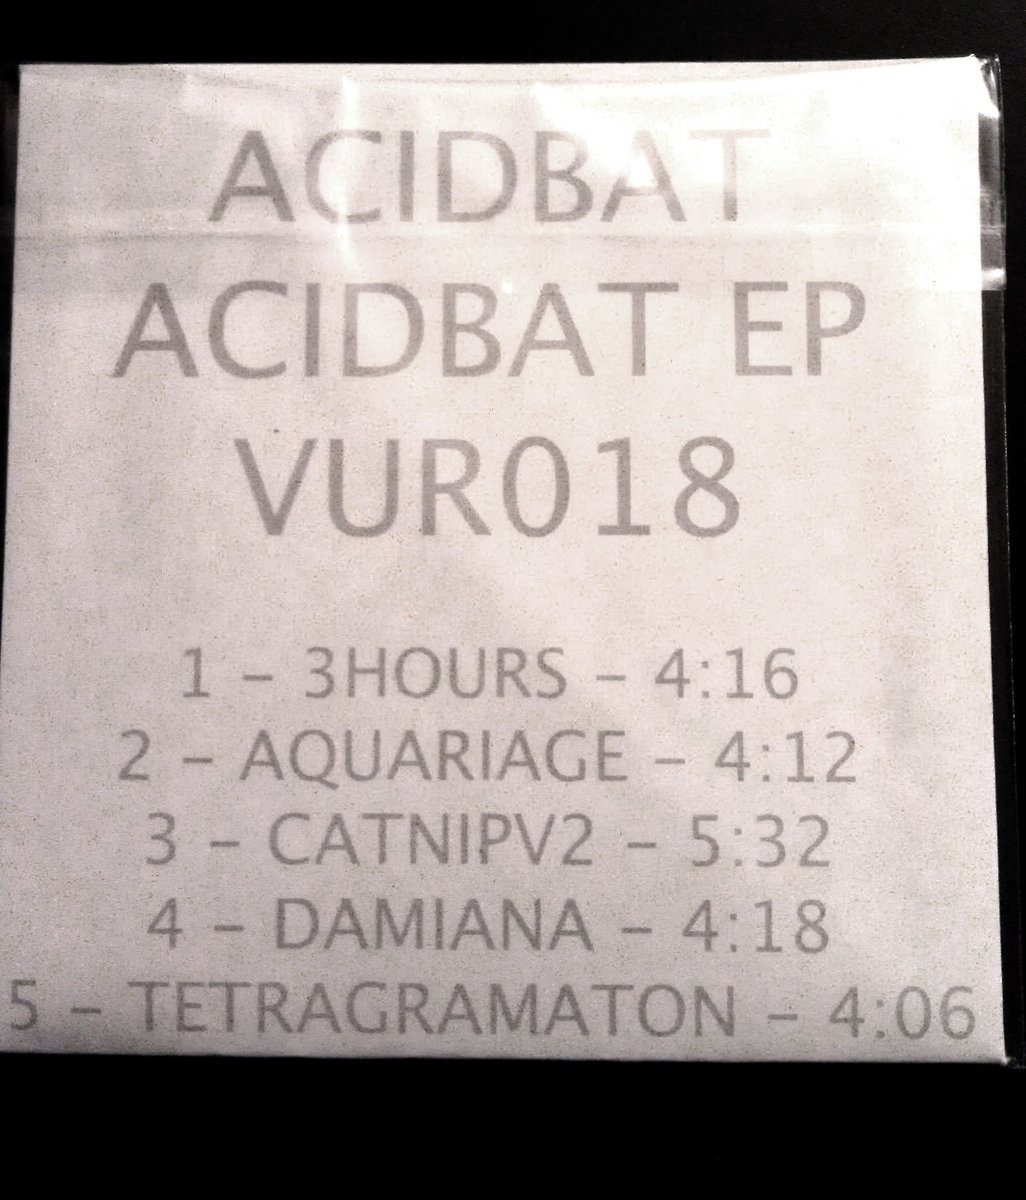 ACIDBAT
ACIDBAT EP
VUR018
1 – 3HOURS – 4:16
2 – AQUARIAGE – 4:12
3 – CATNIPV2 – 5:32
4 – DAMIANA – 4:18
5 – TETRAGRAMATON – 4:06